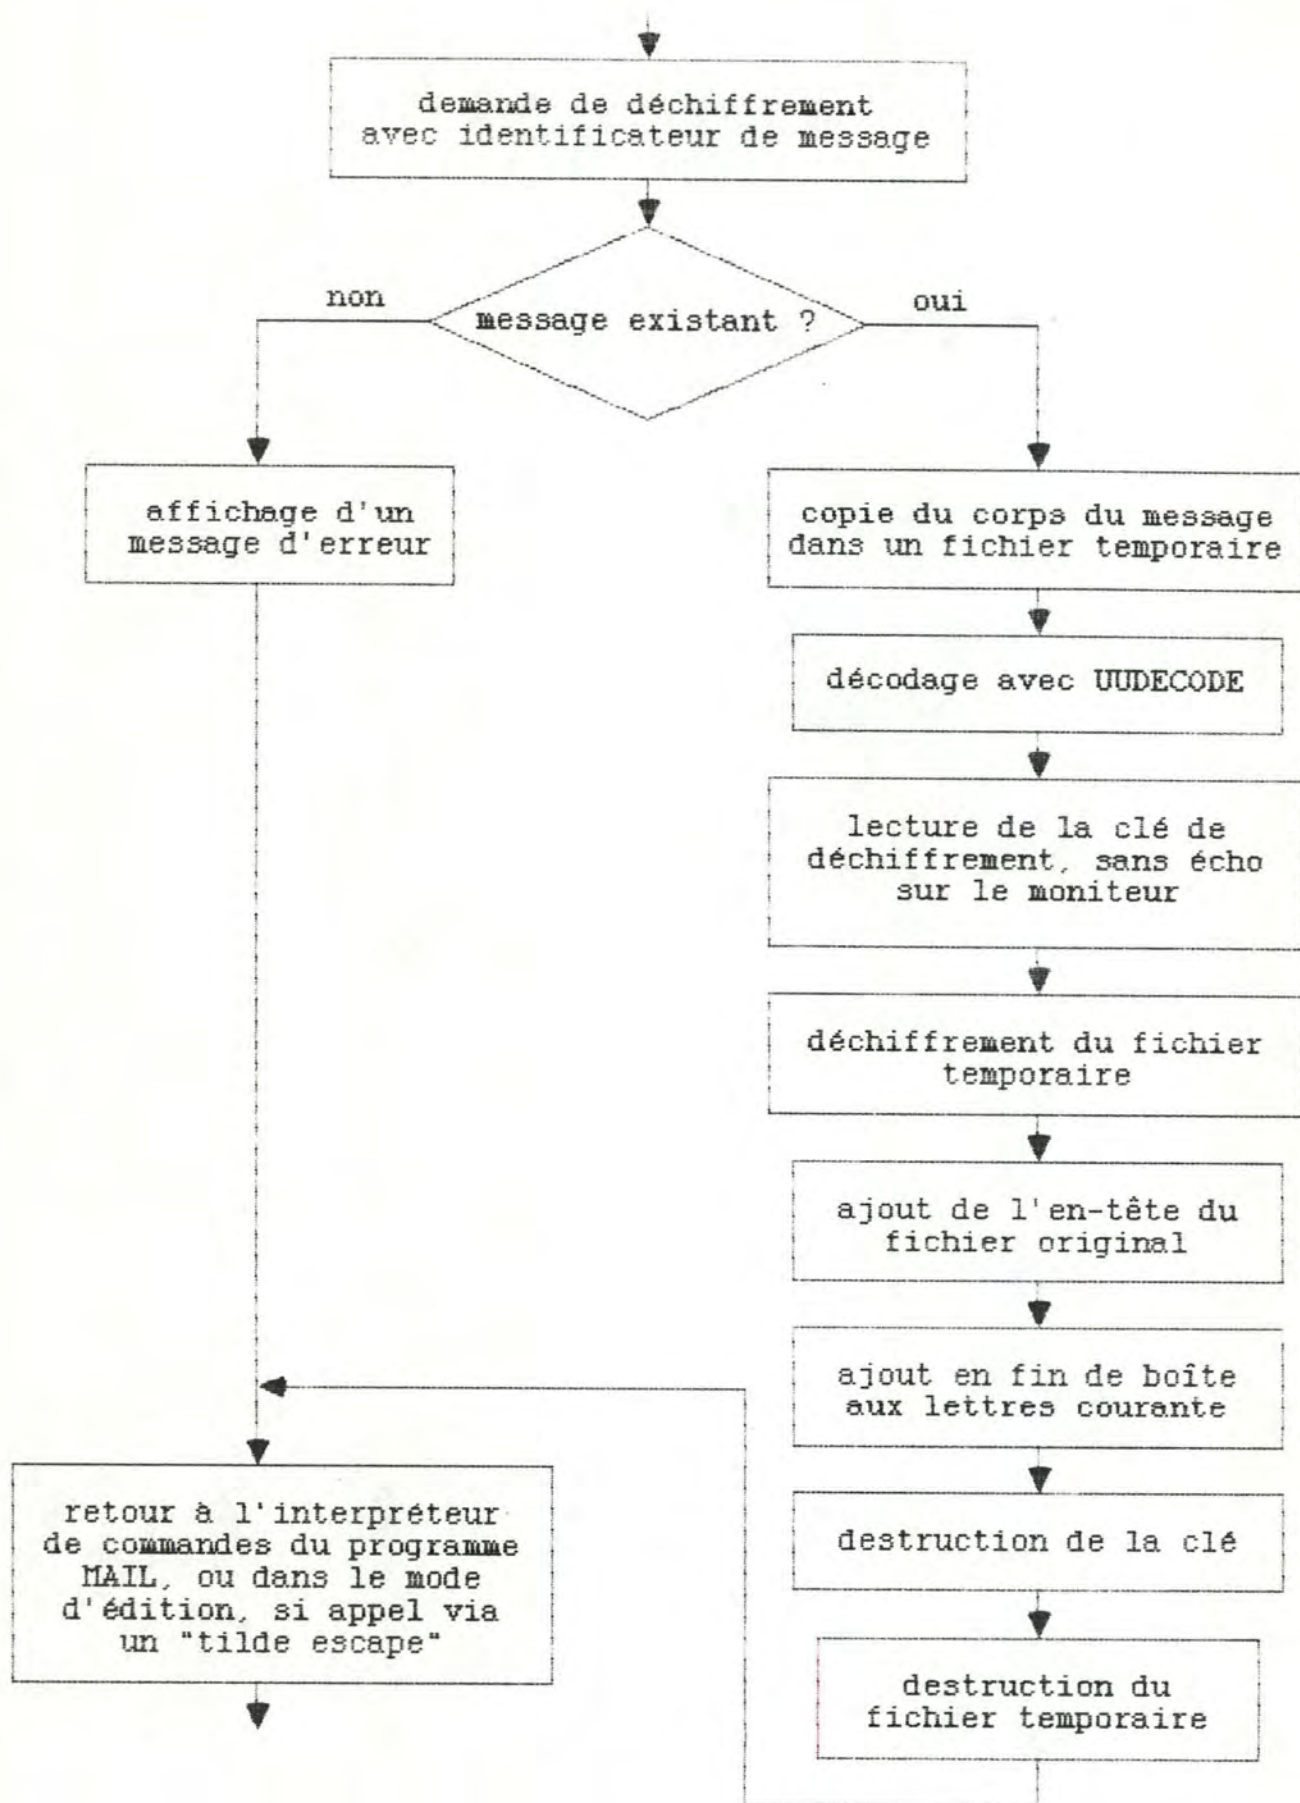 demande de déchiffrement
avec identificateur de message
non
message existant ?
oui
affichage d'un
message d'erreur
copie du corps du message
dans un fichier temporaire
décodage avec UUDECODE
lecture de la clé de
déchiffrement, sans écho
sur le moniteur
déchiffrement du fichier
temporaire
ajout de l'en-tête du
fichier original
ajout en fin de boîte
aux lettres courante
destruction de la clé
destruction du
fichier temporaire
retour à l'interpréteur
de commandes du programme
MAIL, ou dans le mode
d'édition, si appel via
un "tilde escape"